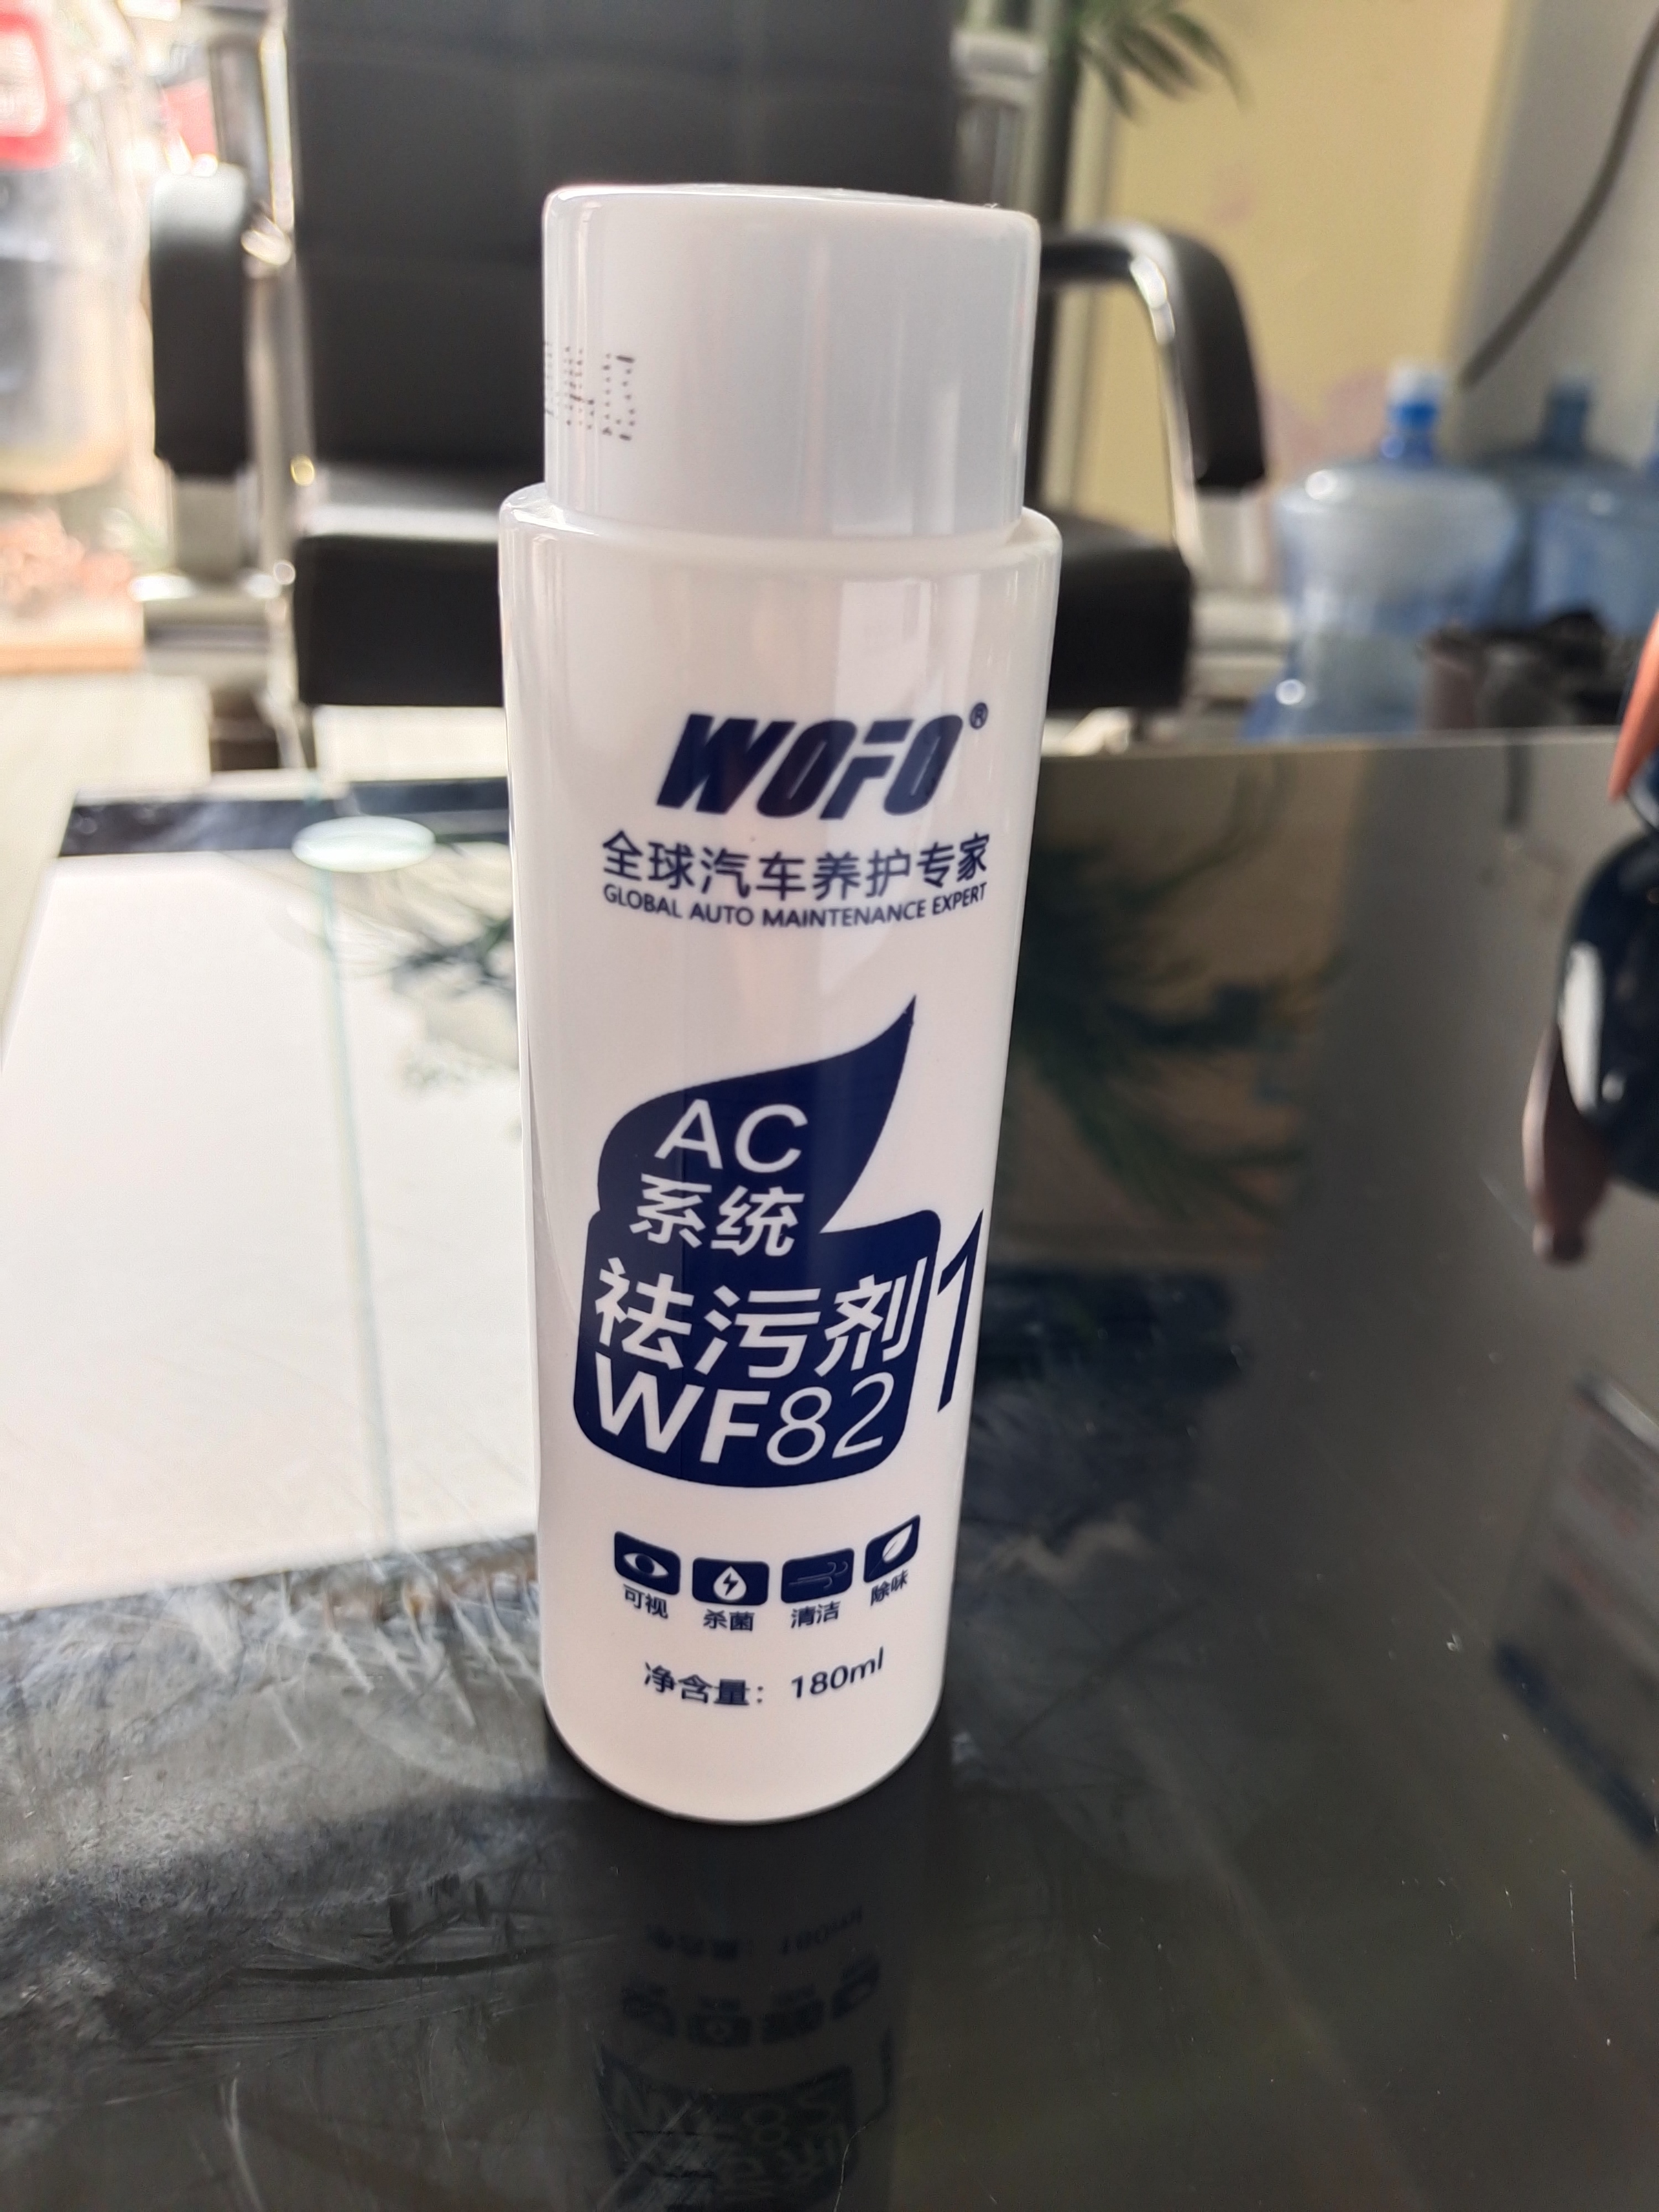 WOFO®
全球汽车养护专家
GLOBAL AUTO MAINTENANCE EXPERT
AC
系统
祛污剂
WF82
1
可视 杀菌 清洁 除味
净含量：180ml